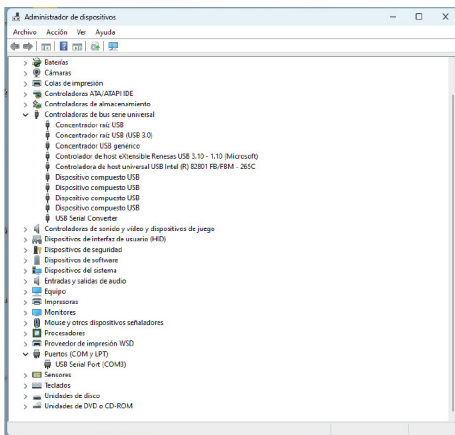 Administrador de dispositivos
Archivo Acción Ver Ayuda
Baterías
Cámaras
Colas de impresión
Controladoras ATA/ATAPI IDE
Controladoras de almacenamiento
Controladoras de bus serie universal
Concentrador raíz USB
Concentrador raíz USB (USB 3.0)
Concentrador USB genérico
Controlador de host eXtensible Renesas USB 3.10 - 1.10 (Microsoft)
Controladora de host universal USB Intel (R) 82801 FB/FBM - 265C
Dispositivo compuesto USB
Dispositivo compuesto USB
Dispositivo compuesto USB
Dispositivo compuesto USB
USB Serial Converter
Controladoras de sonido y vídeo y dispositivos de juego
Dispositivos de interfaz de usuario (HID)
Dispositivos de seguridad
Dispositivos de software
Dispositivos del sistema
Entradas y salidas de audio
Equipo
Impresoras
Monitores
Mouse y otros dispositivos señaladores
Procesadores
Proveedor de impresión WSD
Puertos (COM y LPT)
USB Serial Port (COM3)
Sensores
Teclados
Unidades de disco
Unidades de DVD o CD-ROM